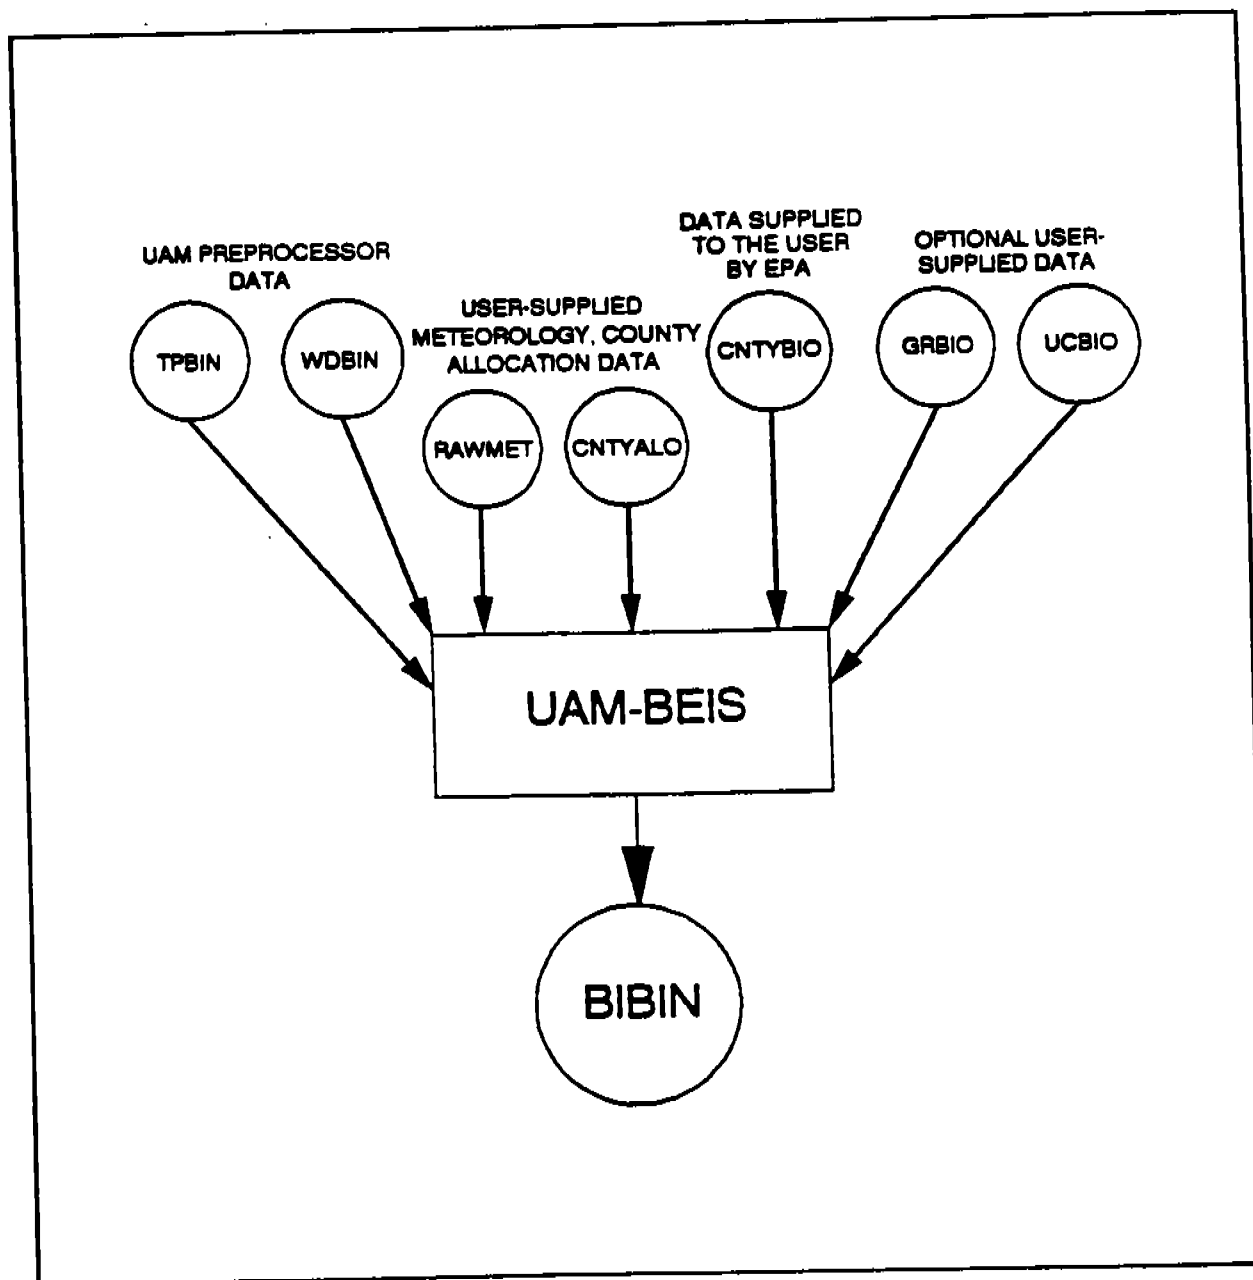 UAM PREPROCESSOR
DATA
TPBIN
WDBIN
USER-SUPPLIED
METEOROLOGY, COUNTY
ALLOCATION DATA
RAWMET
CNTYALO
DATA SUPPLIED
TO THE USER
BY EPA
CNTYBIO
OPTIONAL USER-
SUPPLIED DATA
GRBIO
UCBIO
UAM-BEIS
BIBIN